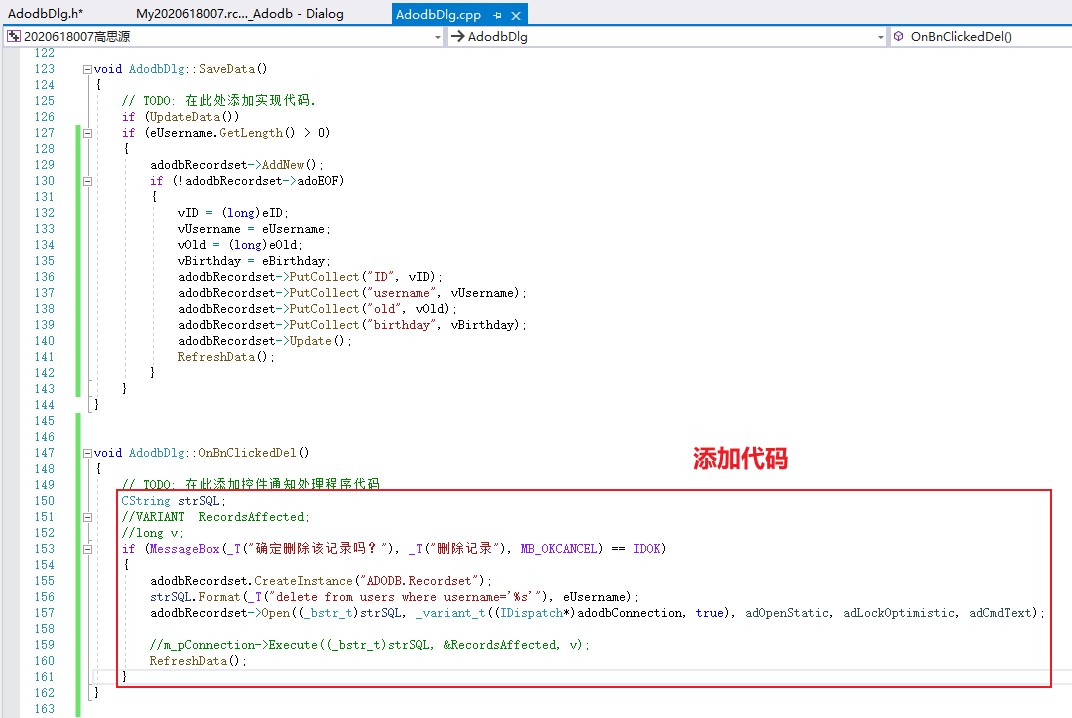 AdodbDlg.h*
My2020618007.rc..._Adodb - Dialog
AdodbDlg.cpp
2020618007高思源
AdodbDlg
OnBnClickedDel()
122
123 void AdodbDlg::SaveData()
124 {
125 // TODO: 在此处添加实现代码.
126 if (UpdateData())
127 if (eUsername.GetLength() > 0)
128 {
129 adodbRecordset->AddNew();
130 if (!adodbRecordset->adoEOF)
131 {
132 vID = (long)eID;
133 vUsername = eUsername;
134 vOld = (long)eOld;
135 vBirthday = eBirthday;
136 adodbRecordset->PutCollect("ID", vID);
137 adodbRecordset->PutCollect("username", vUsername);
138 adodbRecordset->PutCollect("old", vOld);
139 adodbRecordset->PutCollect("birthday", vBirthday);
140 adodbRecordset->Update();
141 RefreshData();
142 }
143 }
144 }
145
146
147 void AdodbDlg::OnBnClickedDel()
添加代码
148 {
149 // TODO: 在此添加控件通知处理程序代码
150 CString strSQL;
151 //VARIANT RecordsAffected;
152 //long v;
153 if (MessageBox(_T("确定删除该记录吗？"), _T("删除记录"), MB_OKCANCEL) == IDOK)
154 {
155 adodbRecordset.CreateInstance("ADODB.Recordset");
156 strSQL.Format(_T("delete from users where username='%s'"), eUsername);
157 adodbRecordset->Open((_bstr_t)strSQL, _variant_t((IDispatch*)adodbConnection, true), adOpenStatic, adLockOptimistic, adCmdText);
158
159 //m_pConnection->Execute((_bstr_t)strSQL, &RecordsAffected, v);
160 RefreshData();
161 }
162 }
163